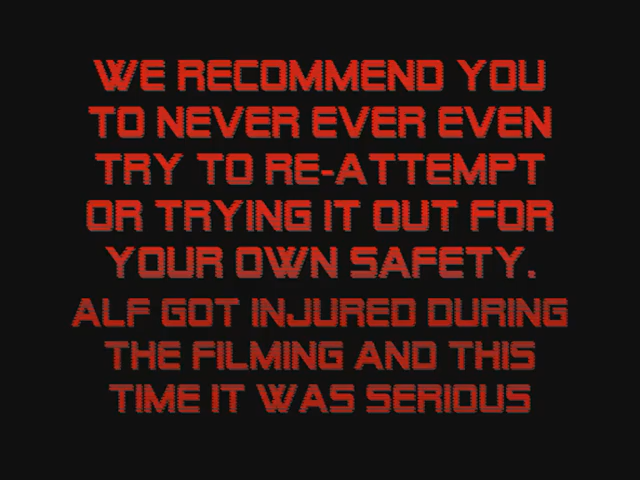 WE RECOMMEND YOU
TO NEVER EVER EVEN
TRY TO RE-ATTEMPT
OR TRYING IT OUT FOR
YOUR OWN SAFETY.
ALF GOT INJURED DURING
THE FILMING AND THIS
TIME IT WAS SERIOUS